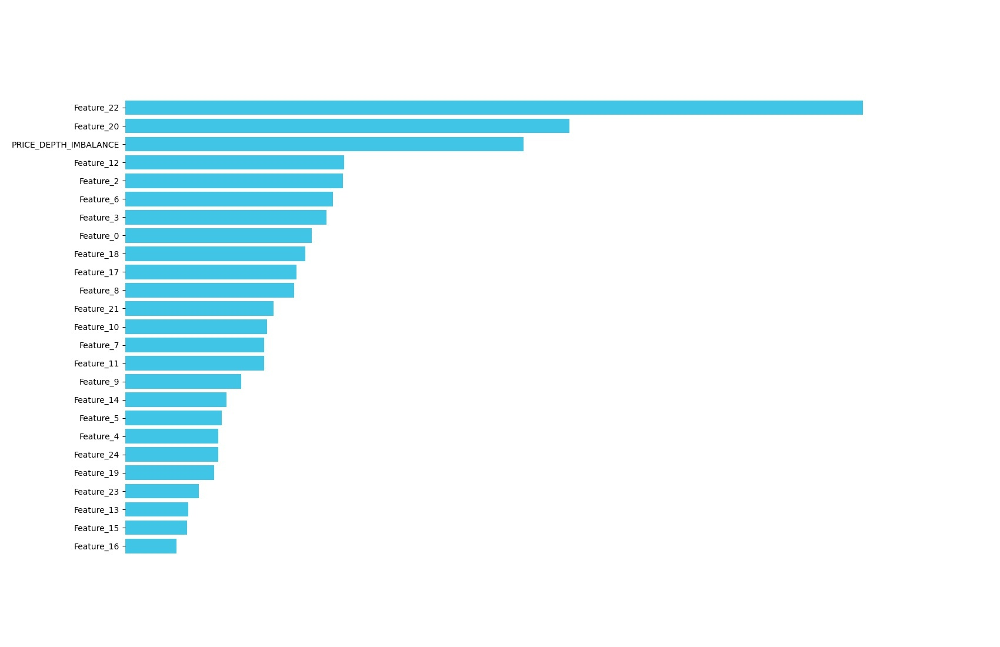 Feature_22
Feature_20
PRICE_DEPTH_IMBALANCE
Feature_12
Feature_2
Feature_6
Feature_3
Feature_0
Feature_18
Feature_17
Feature_8
Feature_21
Feature_10
Feature_7
Feature_11
Feature_9
Feature_14
Feature_5
Feature_4
Feature_24
Feature_19
Feature_23
Feature_13
Feature_15
Feature_16